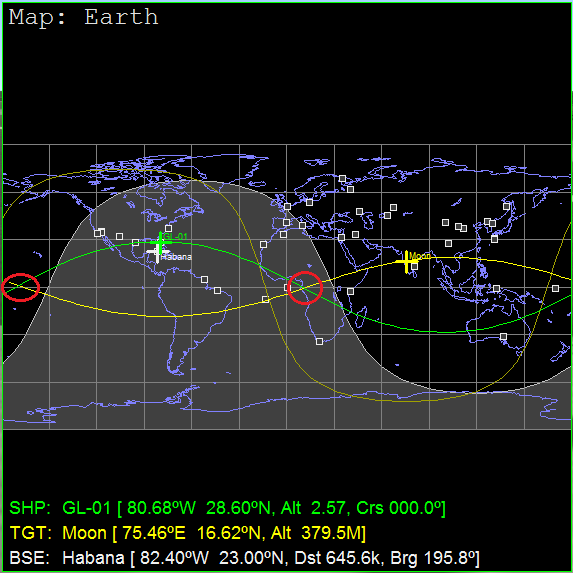 Map: Earth
GL-01
Habana
Moon
SHP: GL-01 [ 80.68ºW 28.60ºN, Alt 2.57, Crs 000.0º]
TGT: Moon [ 75.46ºE 16.62ºN, Alt 379.5M]
BSE: Habana [ 82.40ºW 23.00ºN, Dst 645.6k, Brg 195.8º]